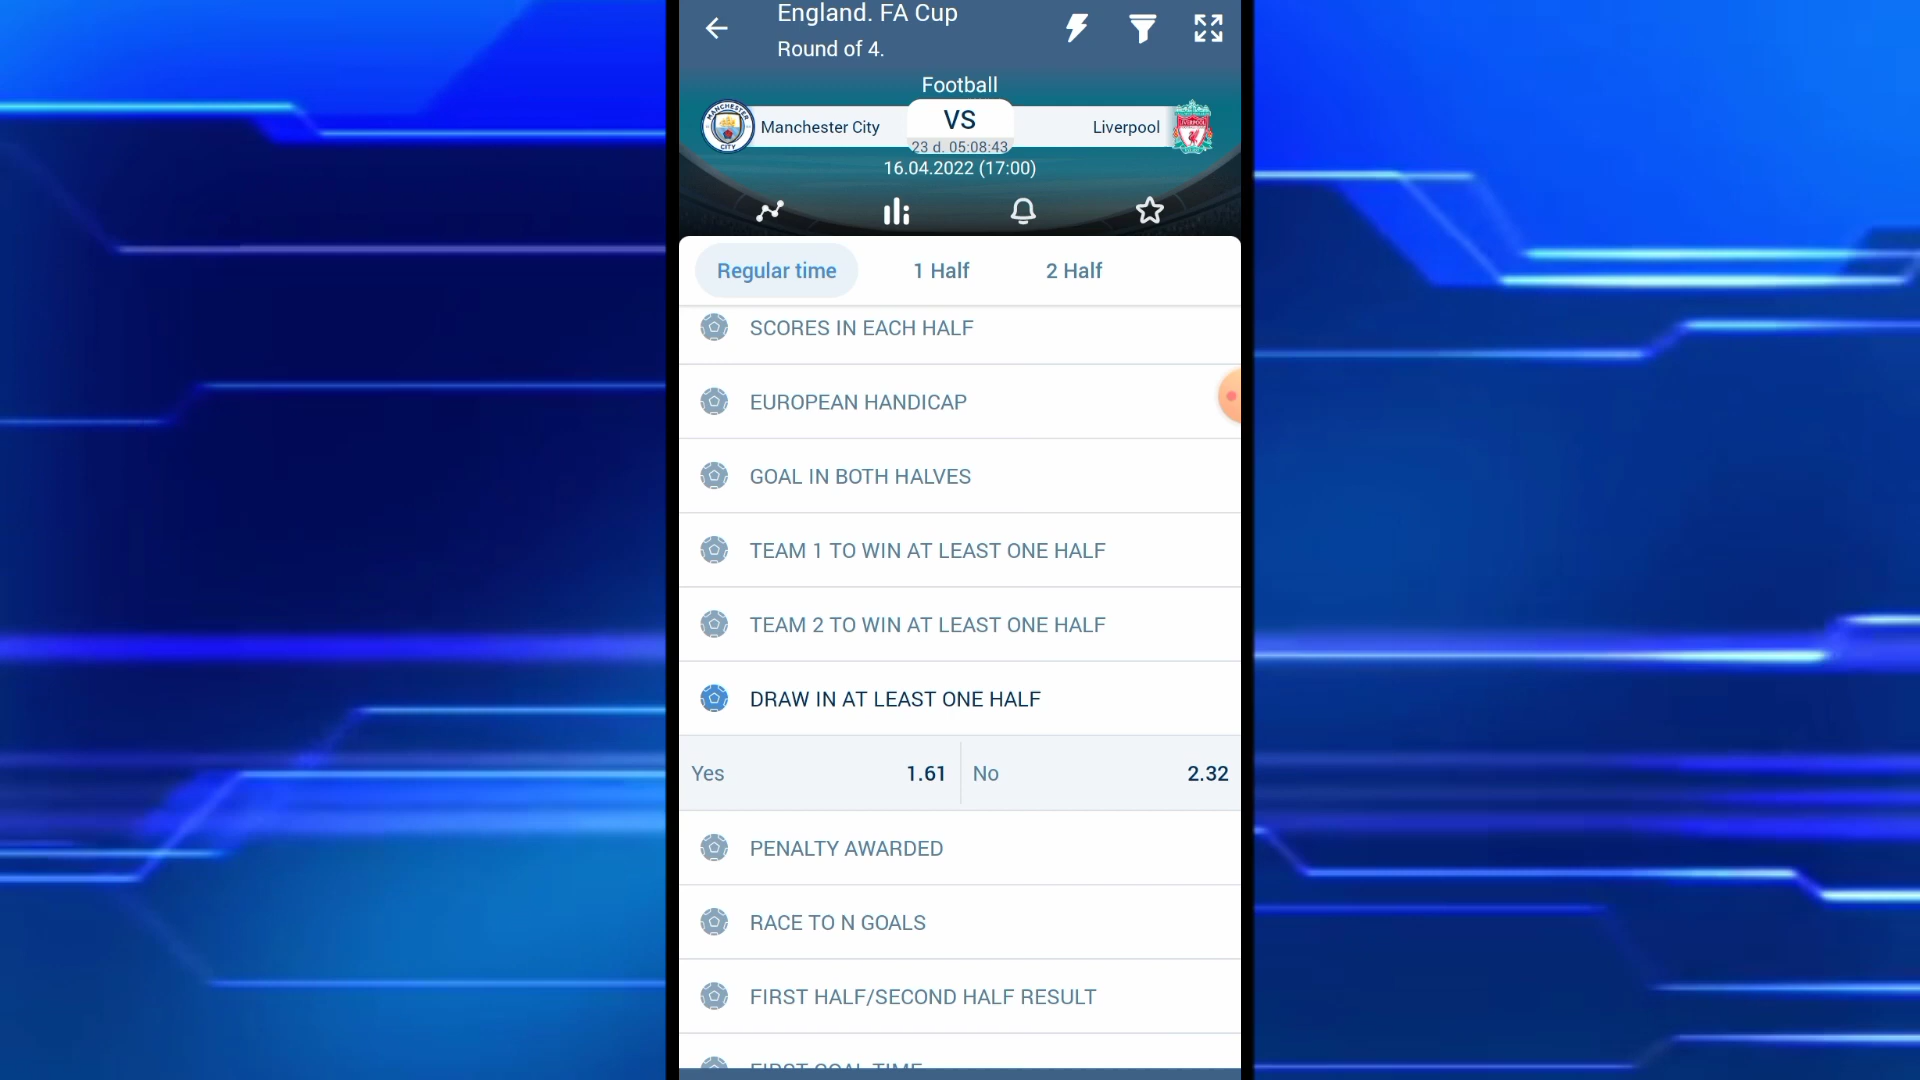 England. FA Cup
Round of 4.
Football
Manchester City
VS
Liverpool
23 d. 05:08:43
16.04.2022 (17:00)
Regular time
1 Half
2 Half
SCORES IN EACH HALF
EUROPEAN HANDICAP
GOAL IN BOTH HALVES
TEAM 1 TO WIN AT LEAST ONE HALF
TEAM 2 TO WIN AT LEAST ONE HALF
DRAW IN AT LEAST ONE HALF
Yes 1.61
No 2.32
PENALTY AWARDED
RACE TO N GOALS
FIRST HALF/SECOND HALF RESULT
FIRST GOAL TIME